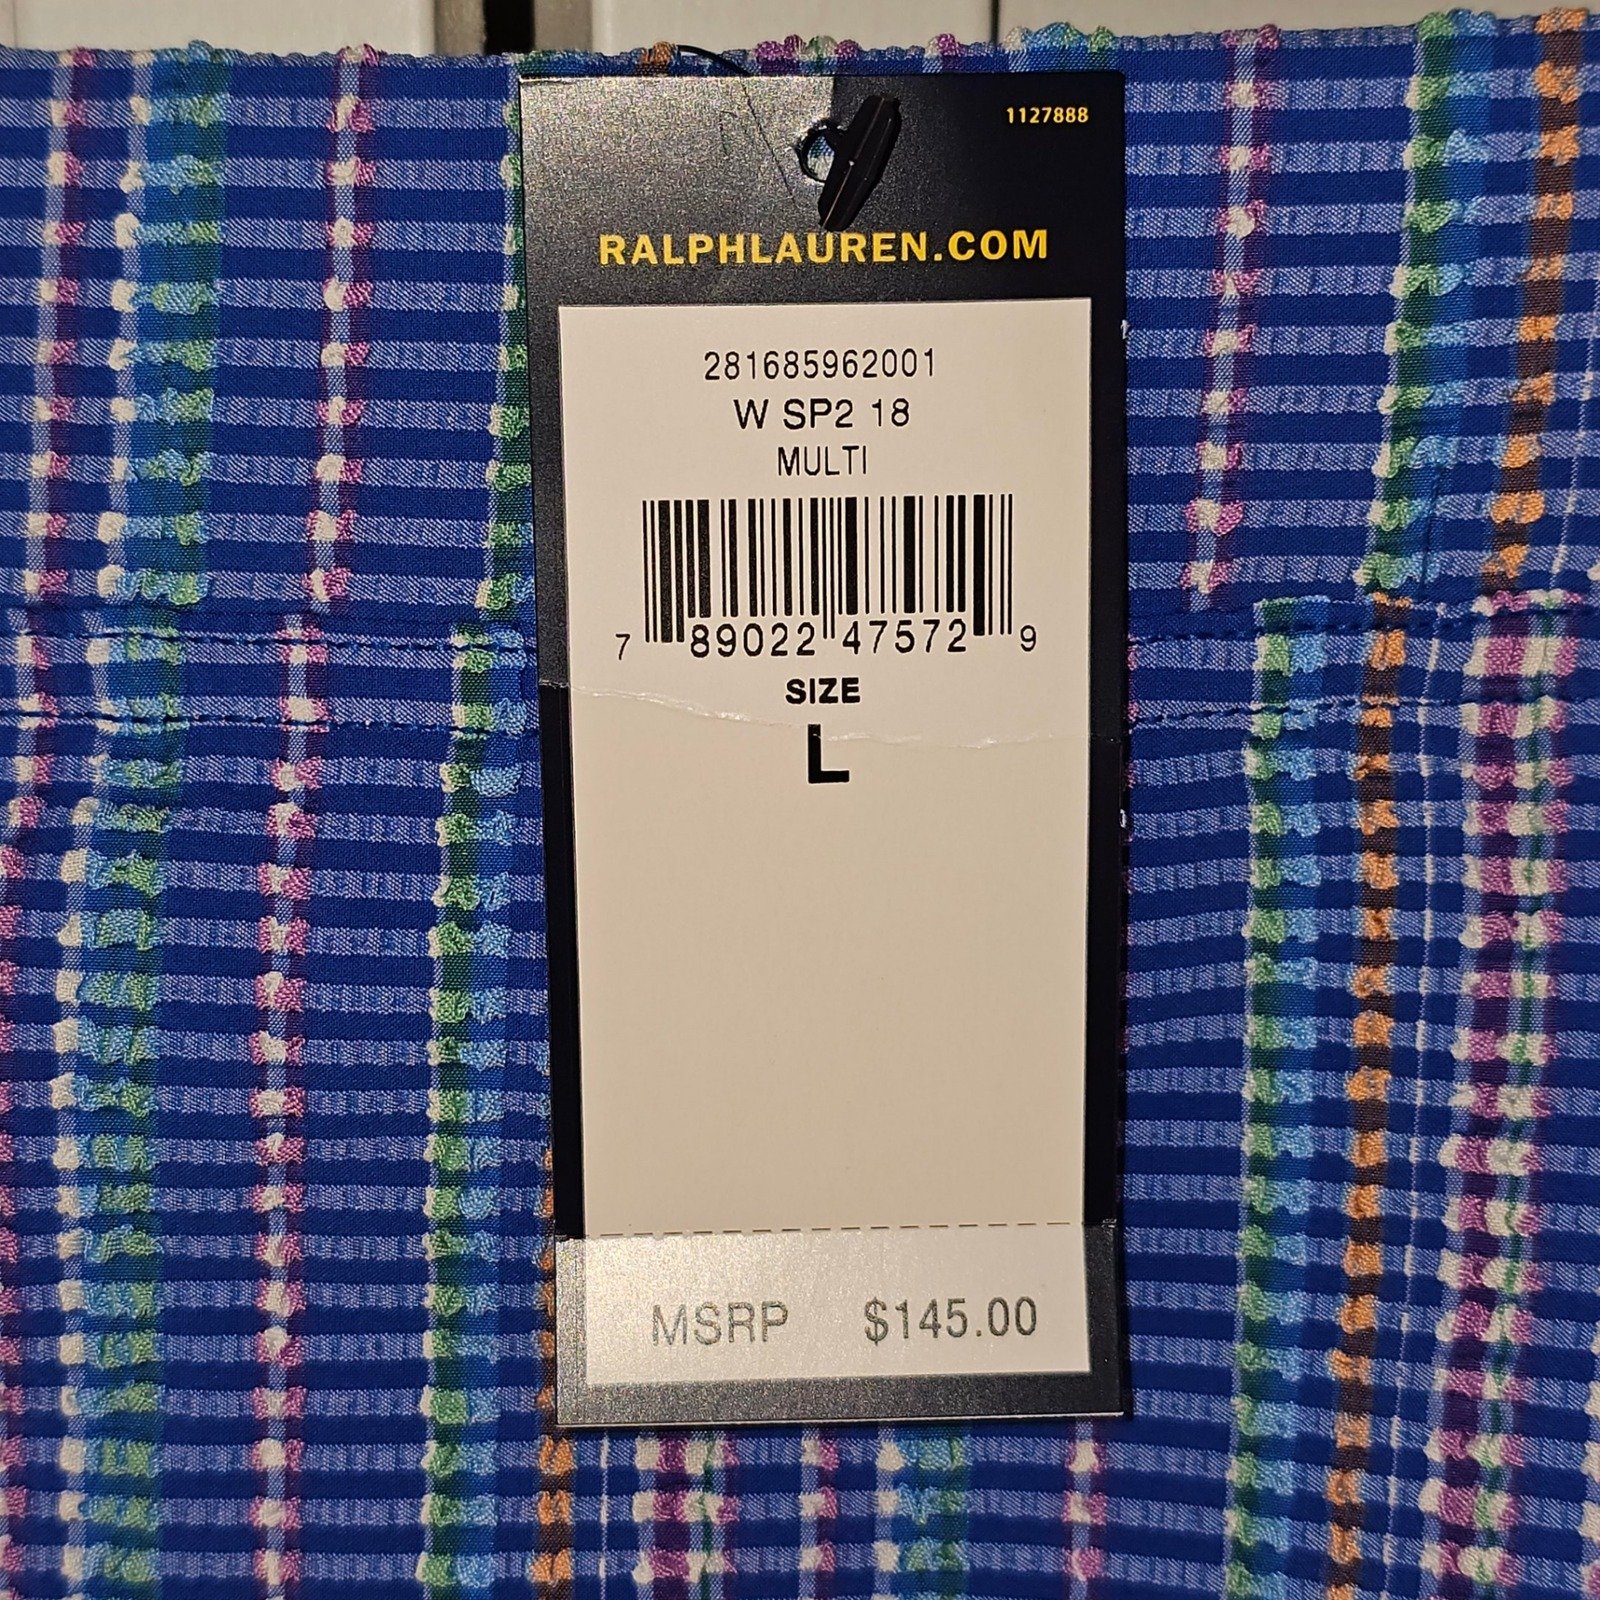 1127888
RALPHLAUREN.COM
281685962001
W SP2 18
MULTI
7 89022 47572 9
SIZE
L
MSRP $145.00